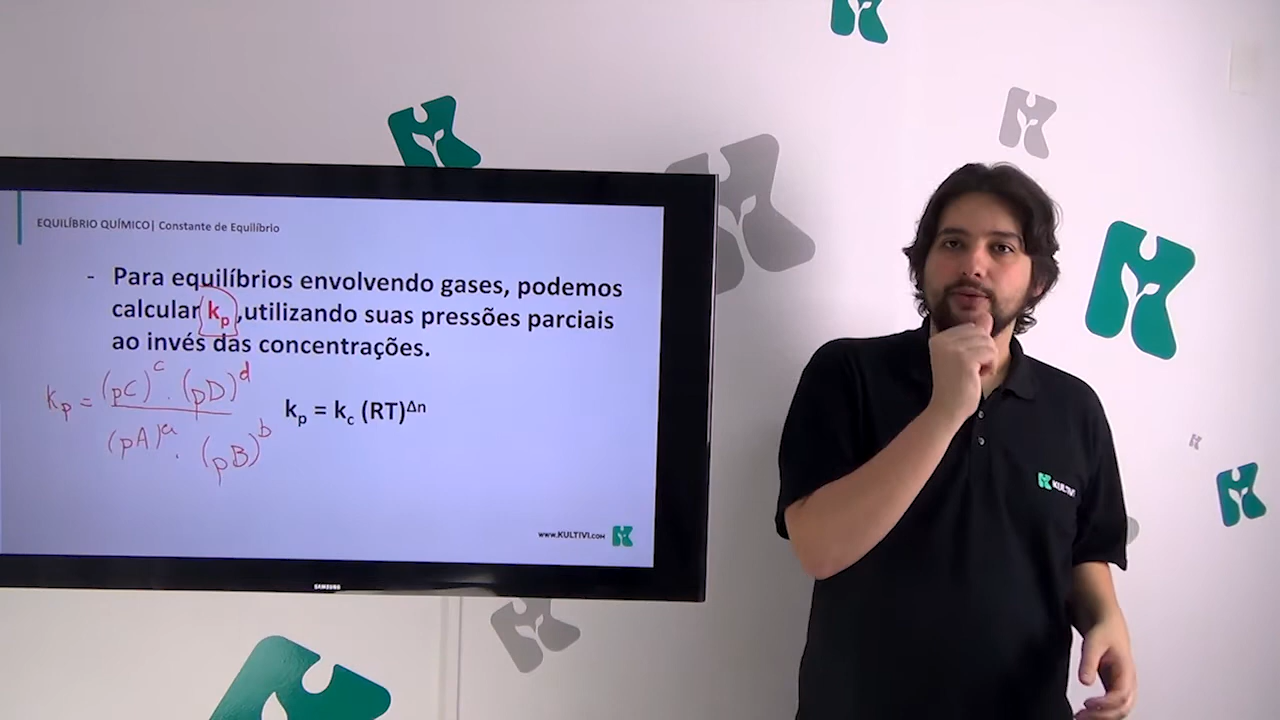 EQUILÍBRIO QUÍMICO| Constante de Equilíbrio
- Para equilíbrios envolvendo gases, podemos
calcular kp ,utilizando suas pressões parciais
ao invés das concentrações.
kp = (pC)^c . (pD)^d
(pA)^a . (pB)^b
kp = kc (RT)^Δn
www.KULTIVI.com
SAMSUNG
KULTIVI